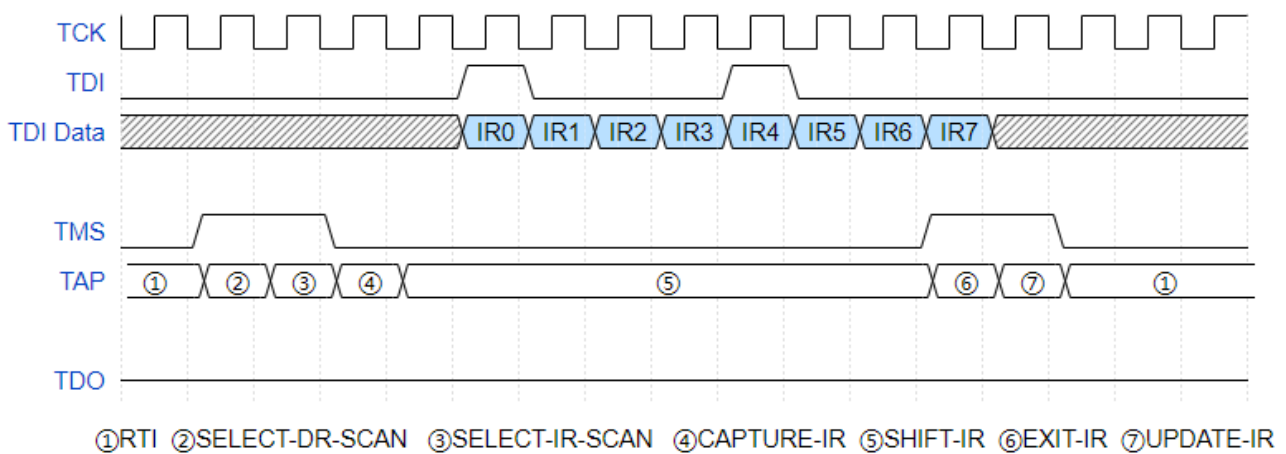 TCK
TDI
TDI Data IR0 IR1 IR2 IR3 IR4 IR5 IR6 IR7
TMS
TAP ① ② ③ ④ ⑤ ⑥ ⑦ ①
TDO
①RTI ②SELECT-DR-SCAN ③SELECT-IR-SCAN ④CAPTURE-IR ⑤SHIFT-IR ⑥EXIT-IR ⑦UPDATE-IR